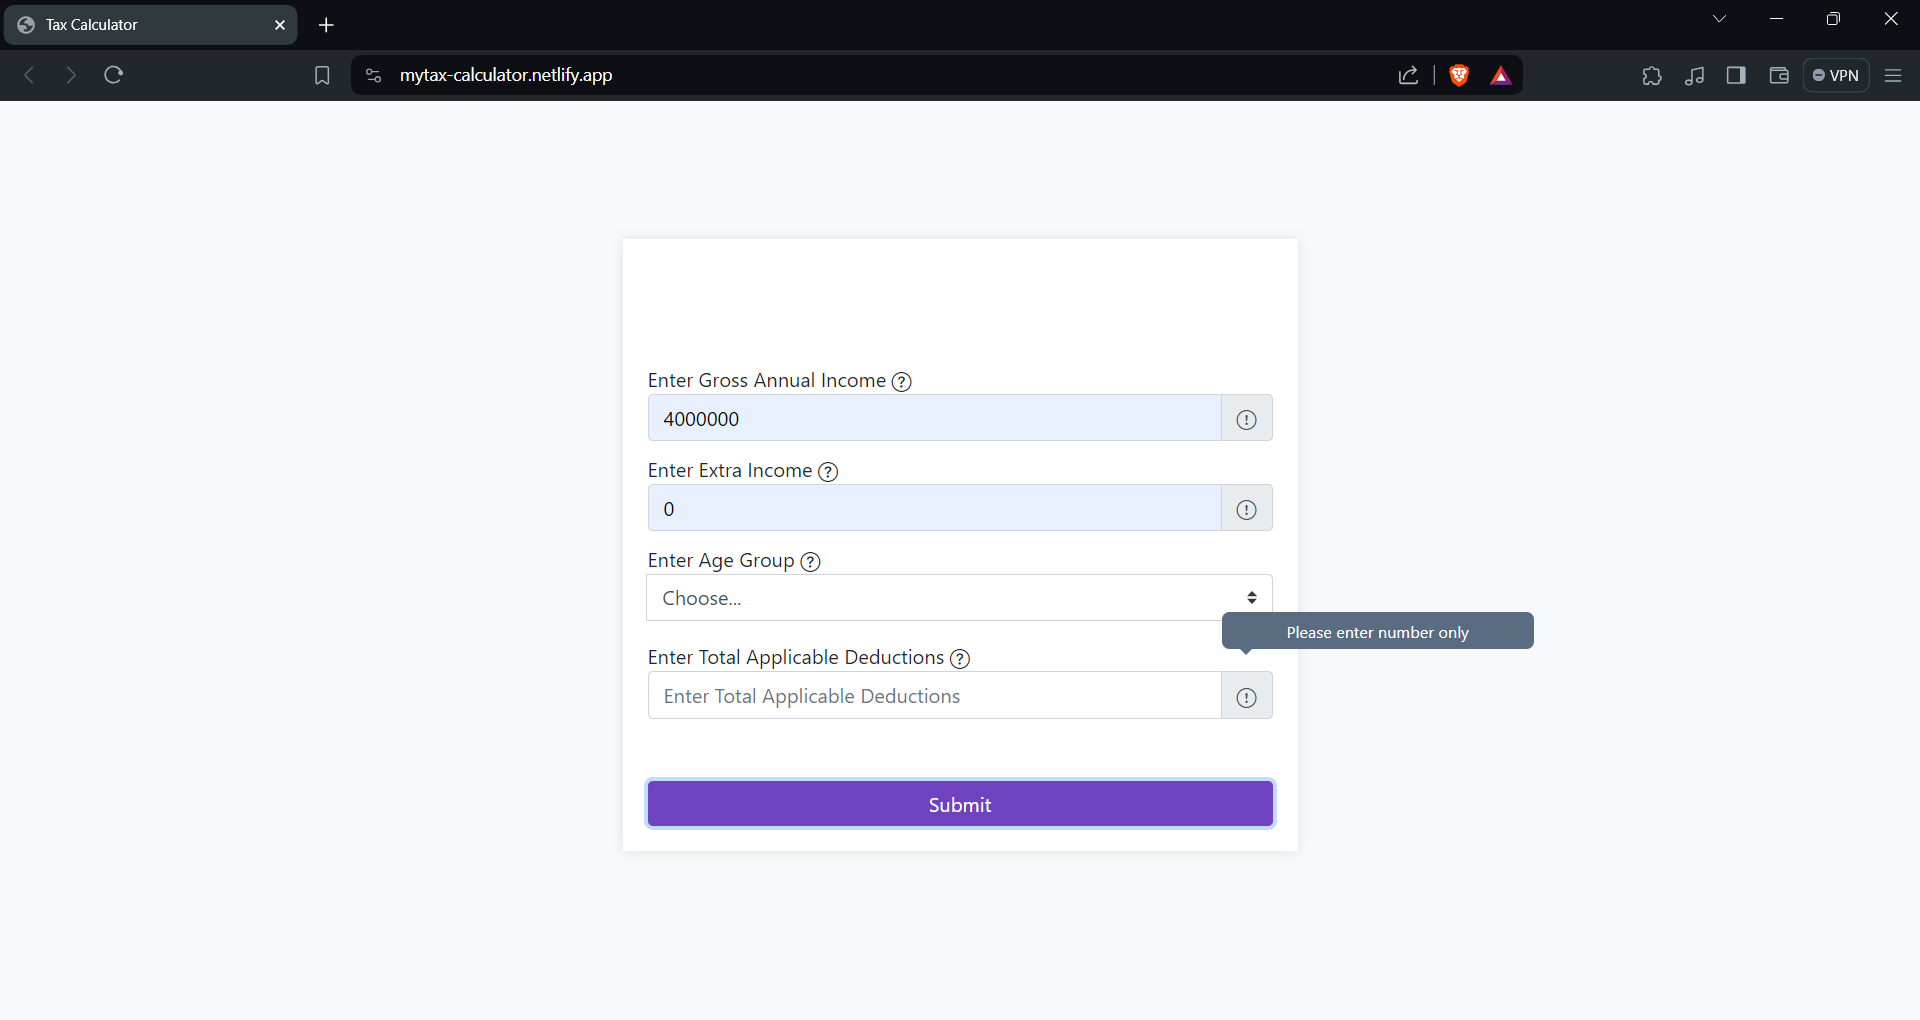 Tax Calculator
mytax-calculator.netlify.app
VPN
Enter Gross Annual Income
4000000
Enter Extra Income
0
Enter Age Group
Choose...
Please enter number only
Enter Total Applicable Deductions
Enter Total Applicable Deductions
Submit